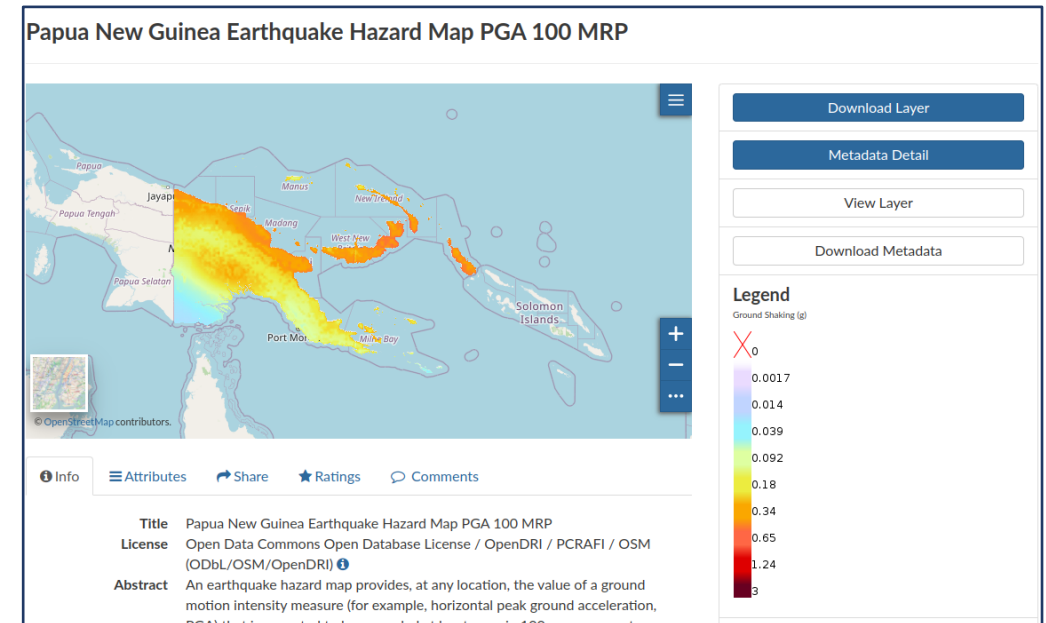 Papua New Guinea Earthquake Hazard Map PGA 100 MRP
Papua
Jayap
Papua Tengah
Sepik
Manus
New Ireland
Madang
West New
Papua Selatan
Solomon
Islands
Port Mor
Milne Bay
© OpenStreetMap contributors.
Download Layer
Metadata Detail
View Layer
Download Metadata
Legend
Ground Shaking (g)
0
0.0017
0.014
0.039
0.092
0.18
0.34
0.65
1.24
3
Info Attributes Share Ratings Comments
Title Papua New Guinea Earthquake Hazard Map PGA 100 MRP
License Open Data Commons Open Database License / OpenDRI / PCRAFI / OSM
(ODbL/OSM/OpenDRI)
Abstract An earthquake hazard map provides, at any location, the value of a ground
motion intensity measure (for example, horizontal peak ground acceleration,